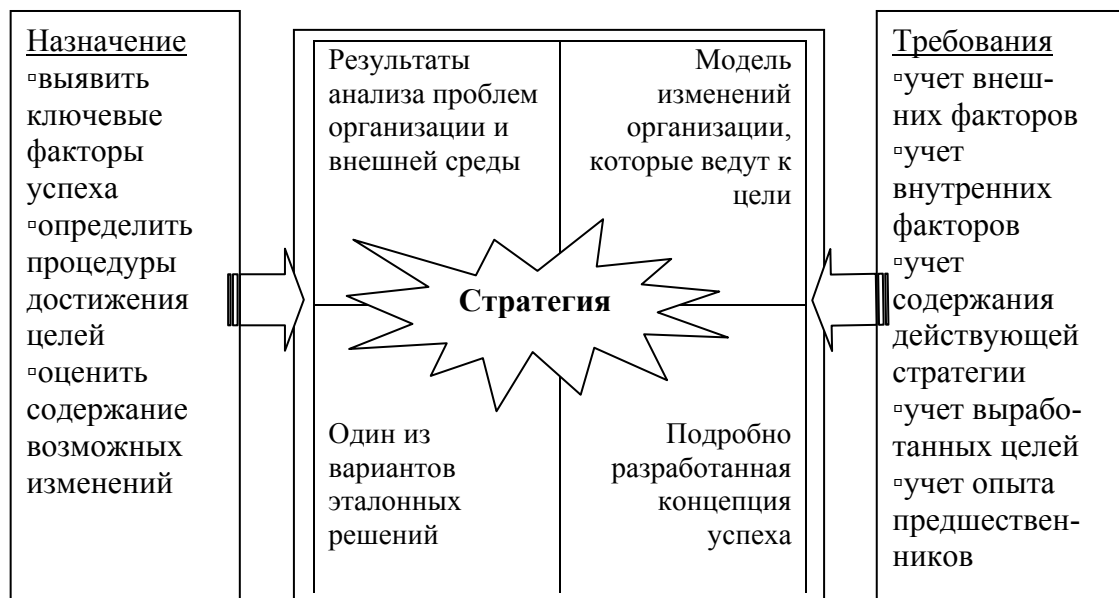 Назначение
▫выявить
ключевые
факторы
успеха
▫определить
процедуры
достижения
целей
▫оценить
содержание
возможных
изменений
Результаты
анализа проблем
организации и
внешней среды
Модель
изменений
организации,
которые ведут к
цели
Стратегия
Один из
вариантов
эталонных
решений
Подробно
разработанная
концепция
успеха
Требования
▫учет внеш-
них факторов
▫учет
внутренних
факторов
▫учет
содержания
действующей
стратегии
▫учет вырабо-
танных целей
▫учет опыта
предшествен-
ников